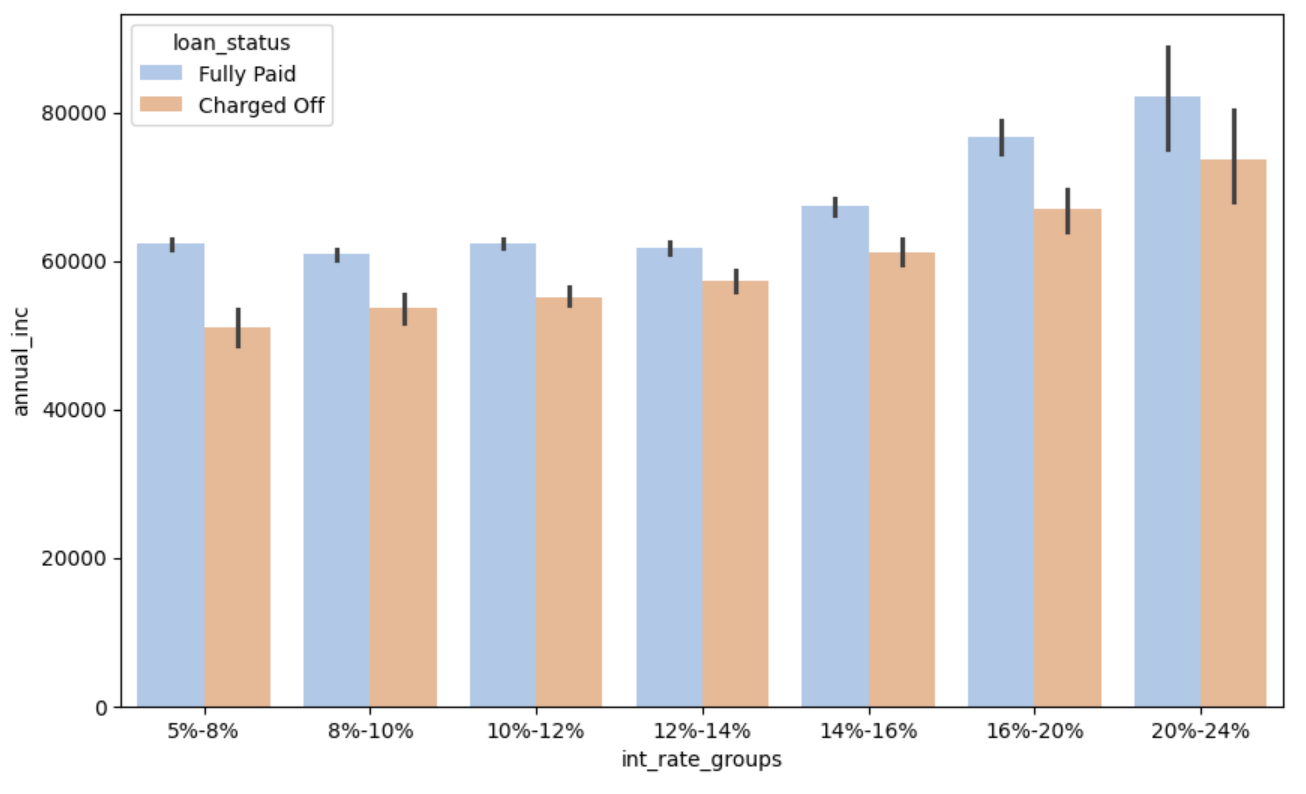 loan_status
Fully Paid
Charged Off
annual_inc
80000
60000
40000
20000
0
5%-8% 8%-10% 10%-12% 12%-14% 14%-16% 16%-20% 20%-24%
int_rate_groups